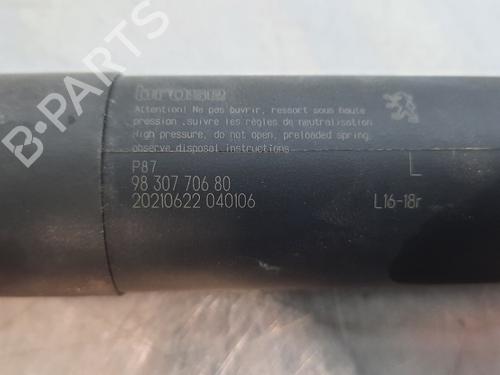 brose
Attention! Ne pas ouvrir, ressort sous haute
pression ,suivre les règles de neutralisation
High pressure, do not open, preloaded spring,
observe disposal instructions
P87
98 307 706 80
20210622 040106
L
L16-18r
B-PARTS